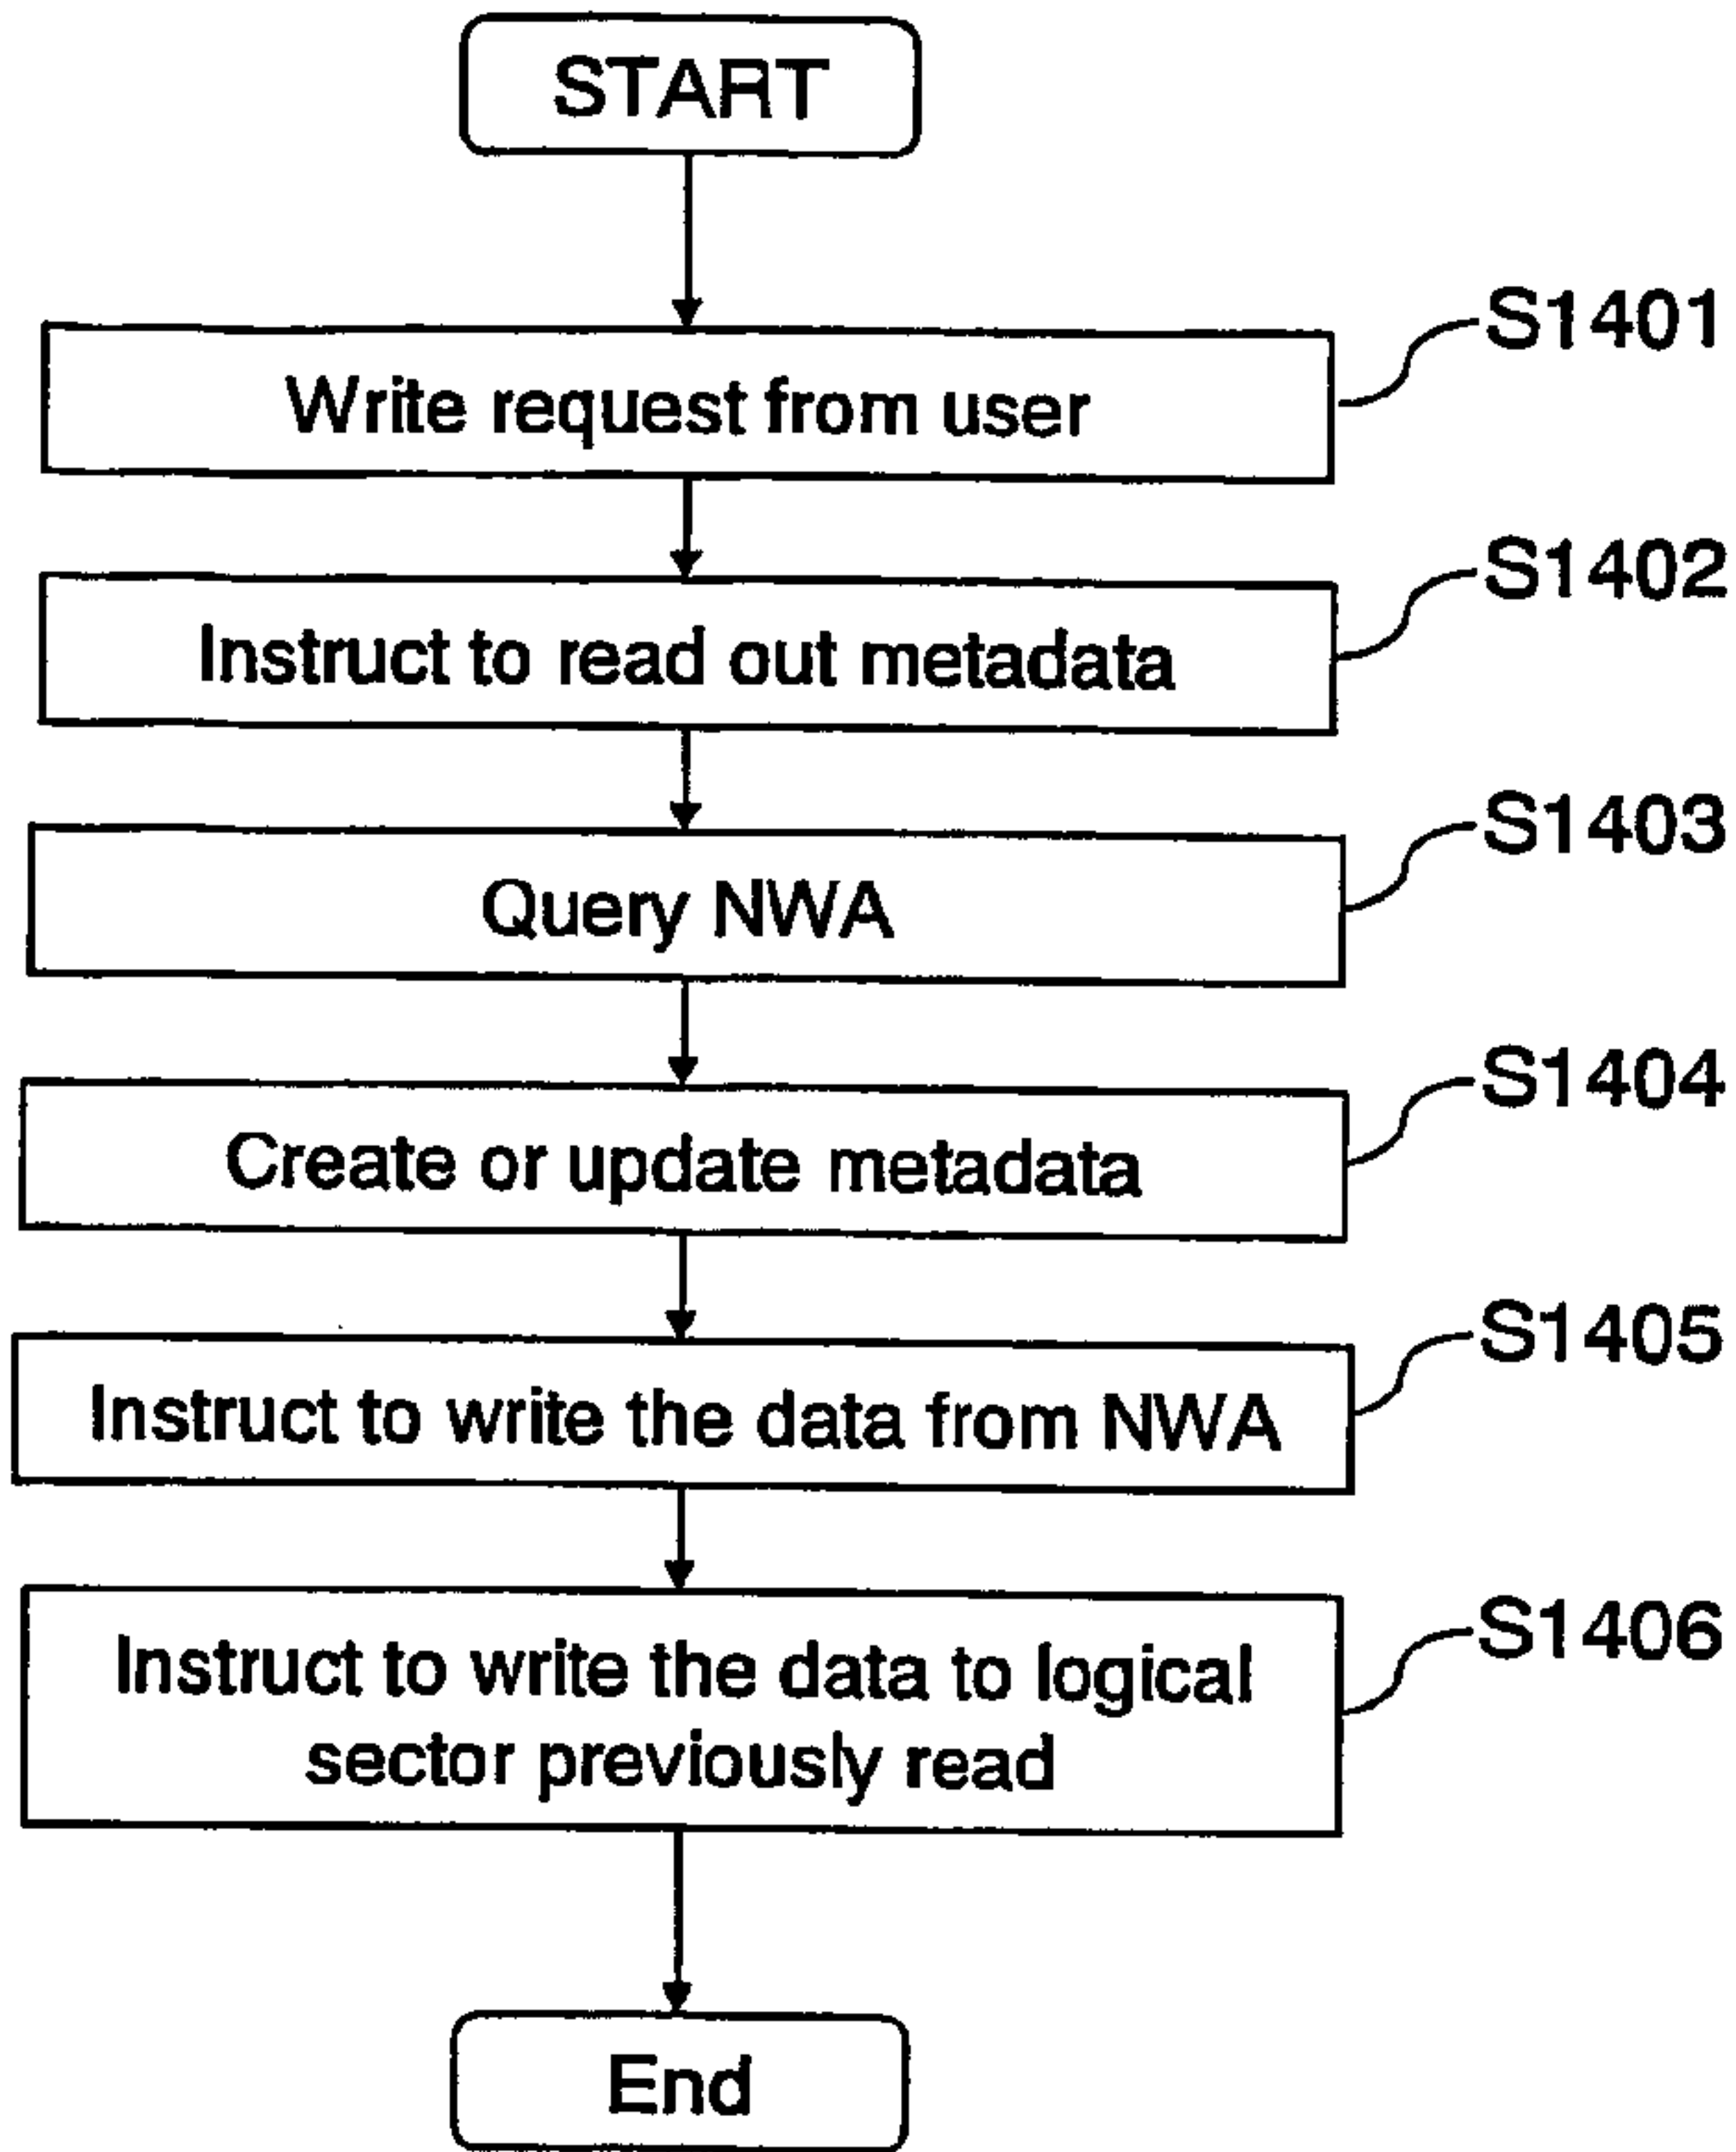 START
S1401
Write request from user
S1402
Instruct to read out metadata
S1403
Query NWA
S1404
Create or update metadata
S1405
Instruct to write the data from NWA
S1406
Instruct to write the data to logical
sector previously read
End